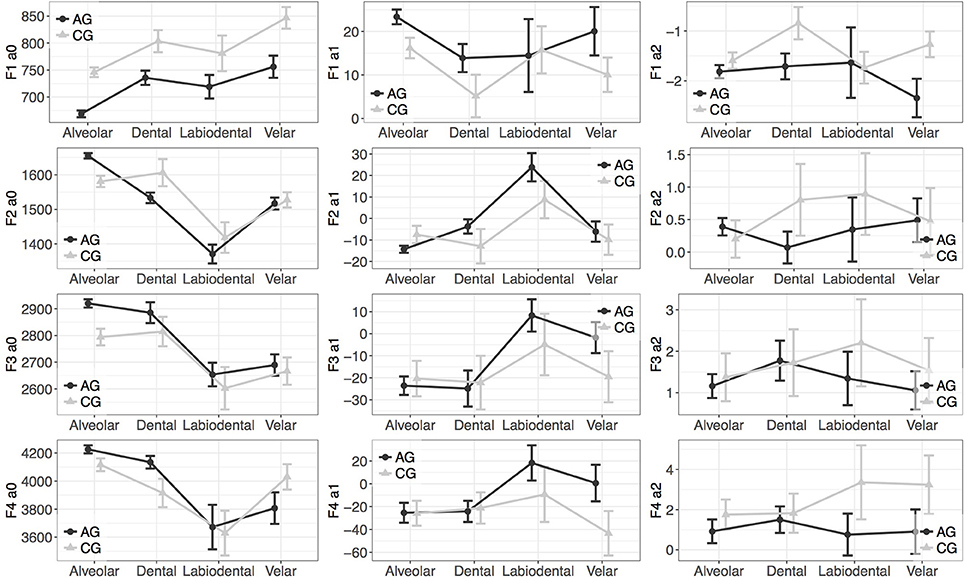 F1 a0
850
800
750
700
AG
CG
Alveolar Dental Labiodental Velar
F1 a1
20
10
0
AG
CG
Alveolar Dental Labiodental Velar
F1 a2
−1
−2
AG
CG
Alveolar Dental Labiodental Velar
F2 a0
1600
1500
1400
AG
CG
Alveolar Dental Labiodental Velar
F2 a1
30
20
10
0
−10
−20
AG
CG
Alveolar Dental Labiodental Velar
F2 a2
1.5
1.0
0.5
0.0
AG
CG
Alveolar Dental Labiodental Velar
F3 a0
2900
2800
2700
2600
AG
CG
Alveolar Dental Labiodental Velar
F3 a1
10
0
−10
−20
−30
AG
CG
Alveolar Dental Labiodental Velar
F3 a2
3
2
1
AG
CG
Alveolar Dental Labiodental Velar
F4 a0
4200
4000
3800
3600
AG
CG
Alveolar Dental Labiodental Velar
F4 a1
20
0
−20
−40
−60
AG
CG
Alveolar Dental Labiodental Velar
F4 a2
4
2
0
AG
CG
Alveolar Dental Labiodental Velar